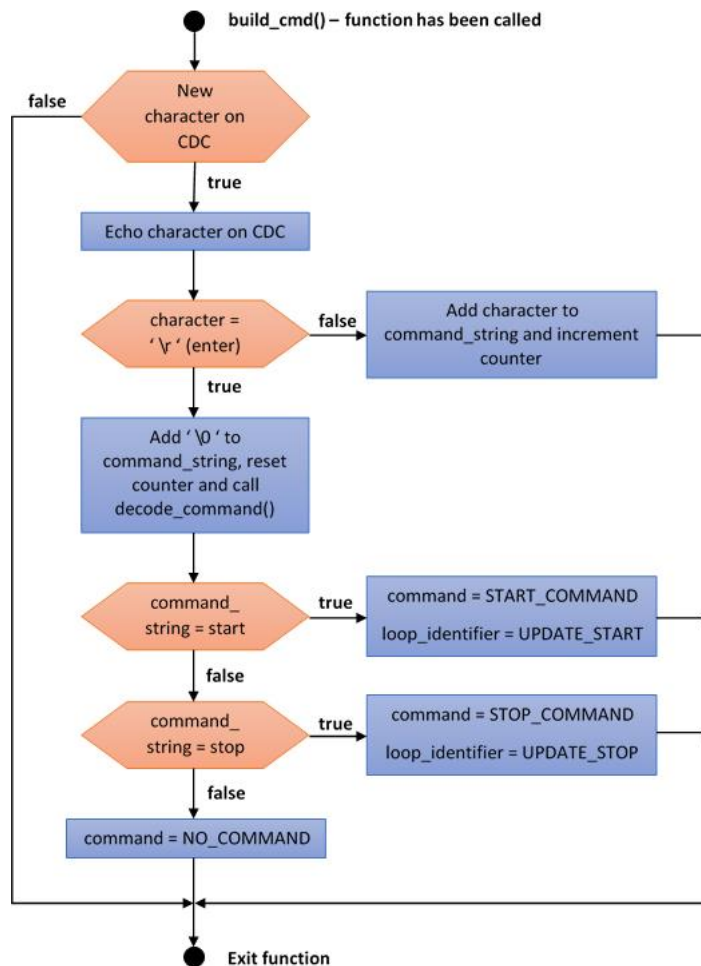 build_cmd() – function has been called
false
New
character on
CDC
true
Echo character on CDC
character =
‘ \r ‘ (enter)
false
Add character to
command_string and increment
counter
true
Add ‘ \0 ‘ to
command_string, reset
counter and call
decode_command()
command_
string = start
true
command = START_COMMAND
loop_identifier = UPDATE_START
false
command_
string = stop
true
command = STOP_COMMAND
loop_identifier = UPDATE_STOP
false
command = NO_COMMAND
Exit function